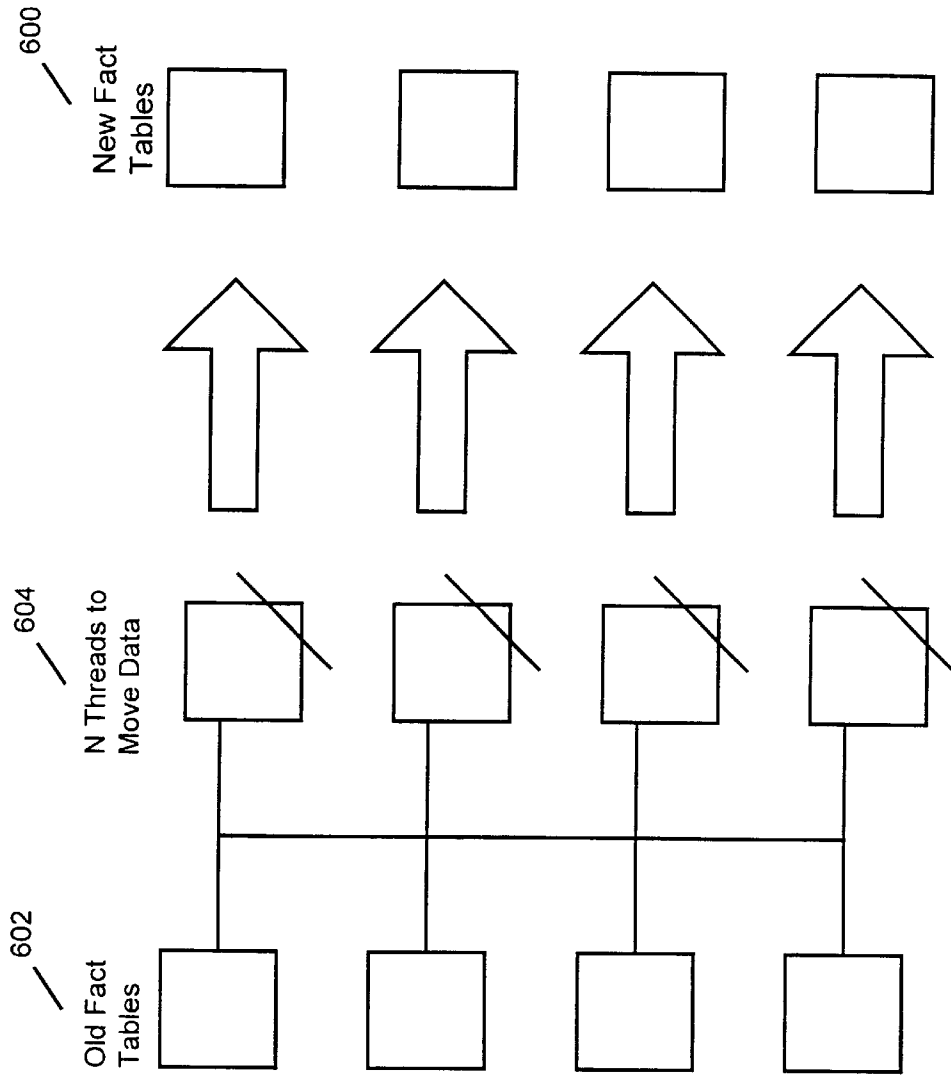 602
Old Fact
Tables
604
N Threads to
Move Data
600
New Fact
Tables